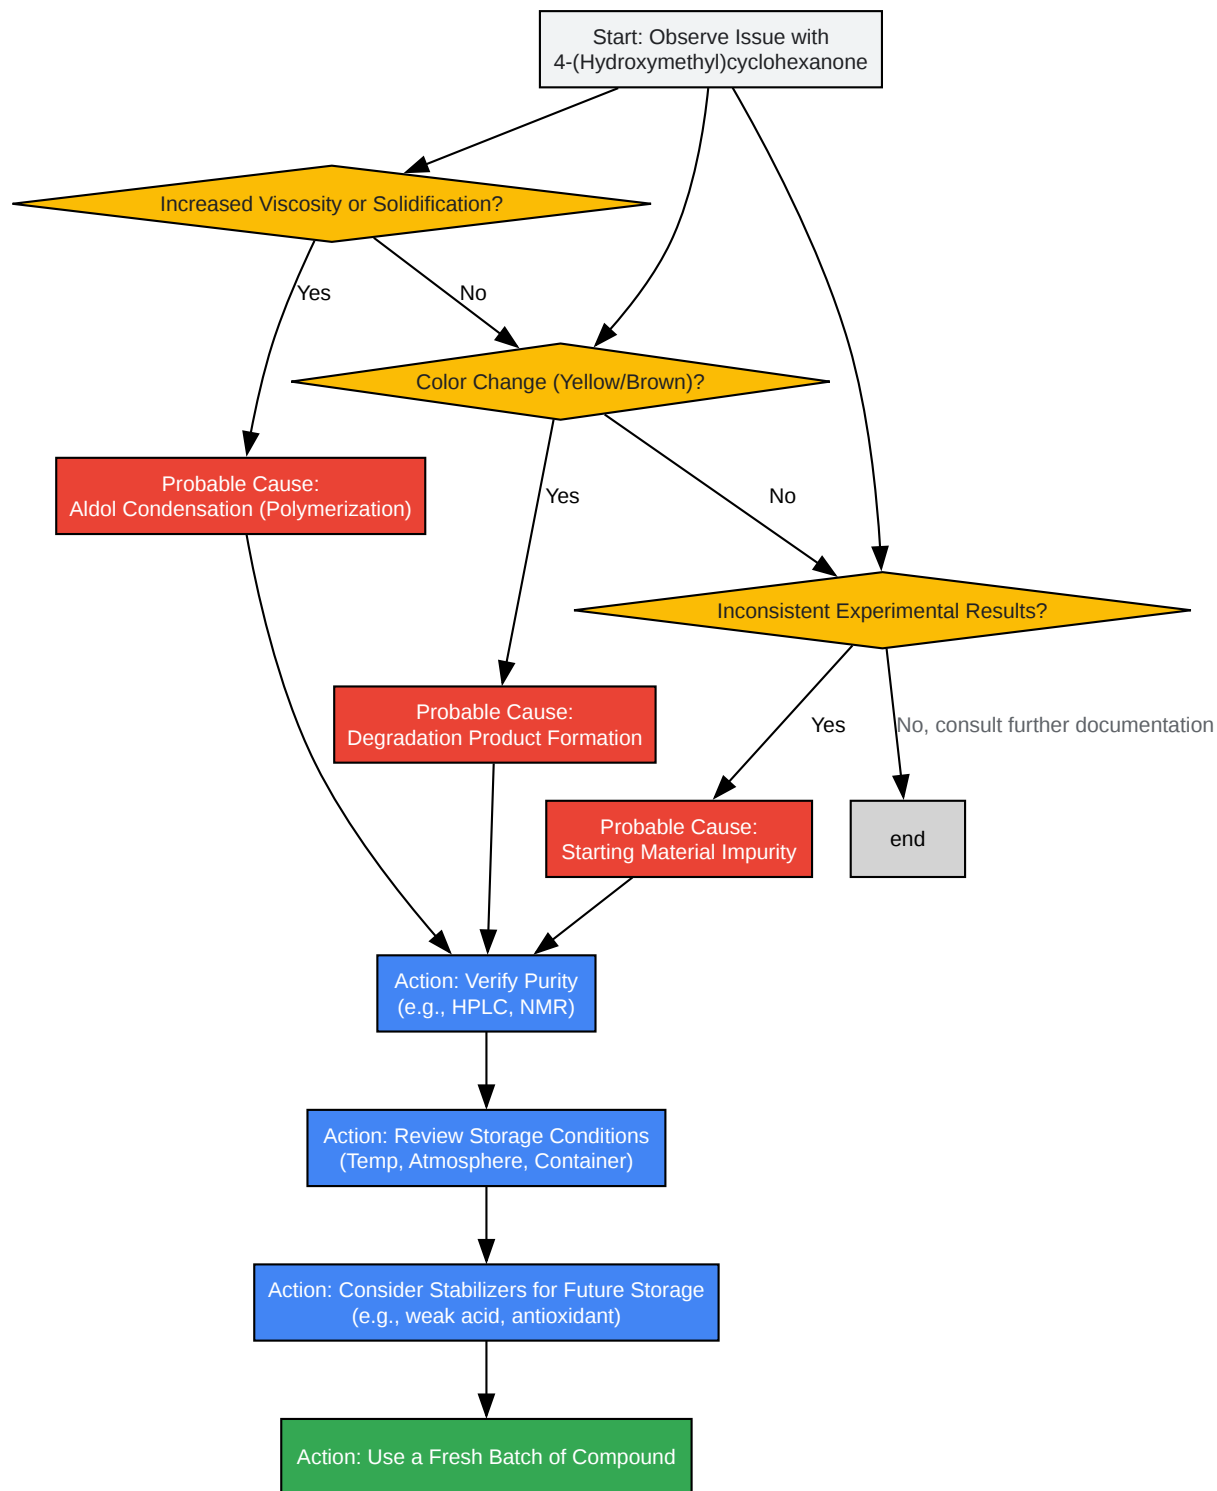 Start: Observe Issue with
4-(Hydroxymethyl)cyclohexanone
Increased Viscosity or Solidification?
Yes
No
Color Change (Yellow/Brown)?
Probable Cause:
Aldol Condensation (Polymerization)
Yes
No
Inconsistent Experimental Results?
Probable Cause:
Degradation Product Formation
Yes
No, consult further documentation
Probable Cause:
Starting Material Impurity
end
Action: Verify Purity
(e.g., HPLC, NMR)
Action: Review Storage Conditions
(Temp, Atmosphere, Container)
Action: Consider Stabilizers for Future Storage
(e.g., weak acid, antioxidant)
Action: Use a Fresh Batch of Compound